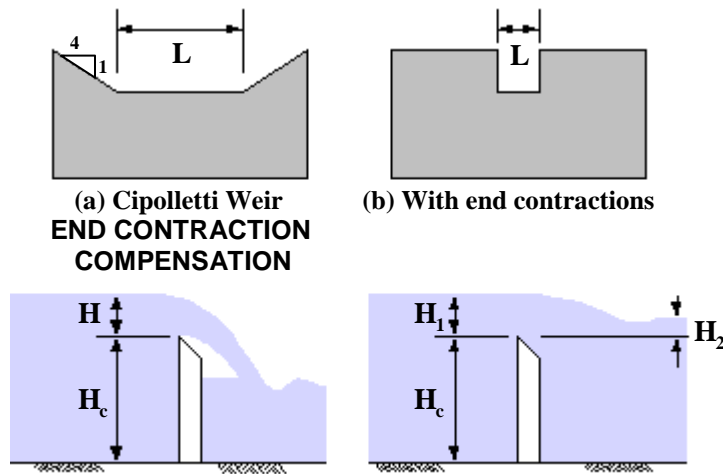 4
1
L
L
(a) Cipolletti Weir
(b) With end contractions
END CONTRACTION
COMPENSATION
H
Hc
H1
H2
Hc